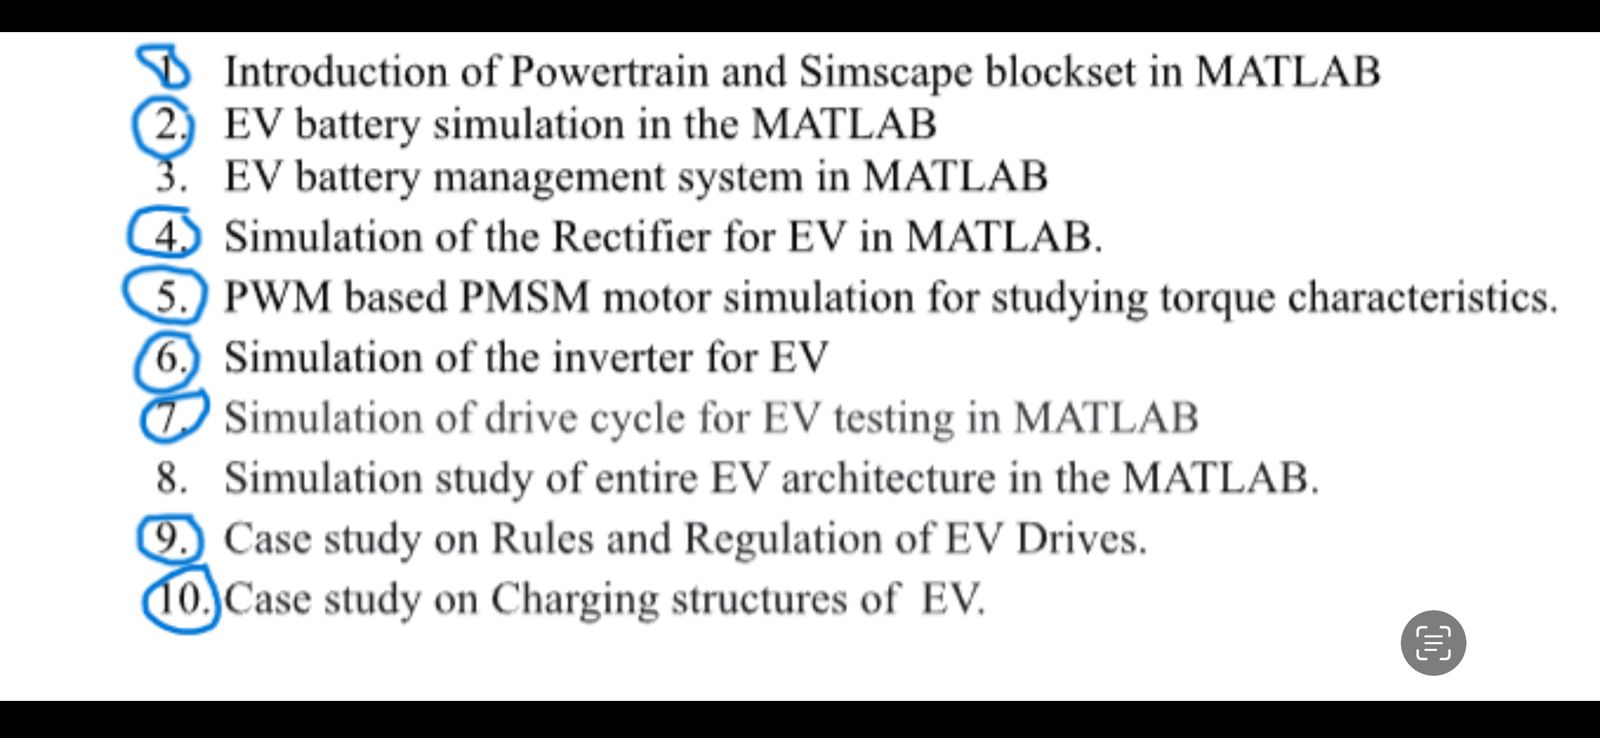 1. Introduction of Powertrain and Simscape blockset in MATLAB
2. EV battery simulation in the MATLAB
3. EV battery management system in MATLAB
4. Simulation of the Rectifier for EV in MATLAB.
5. PWM based PMSM motor simulation for studying torque characteristics.
6. Simulation of the inverter for EV
7. Simulation of drive cycle for EV testing in MATLAB
8. Simulation study of entire EV architecture in the MATLAB.
9. Case study on Rules and Regulation of EV Drives.
10. Case study on Charging structures of EV.